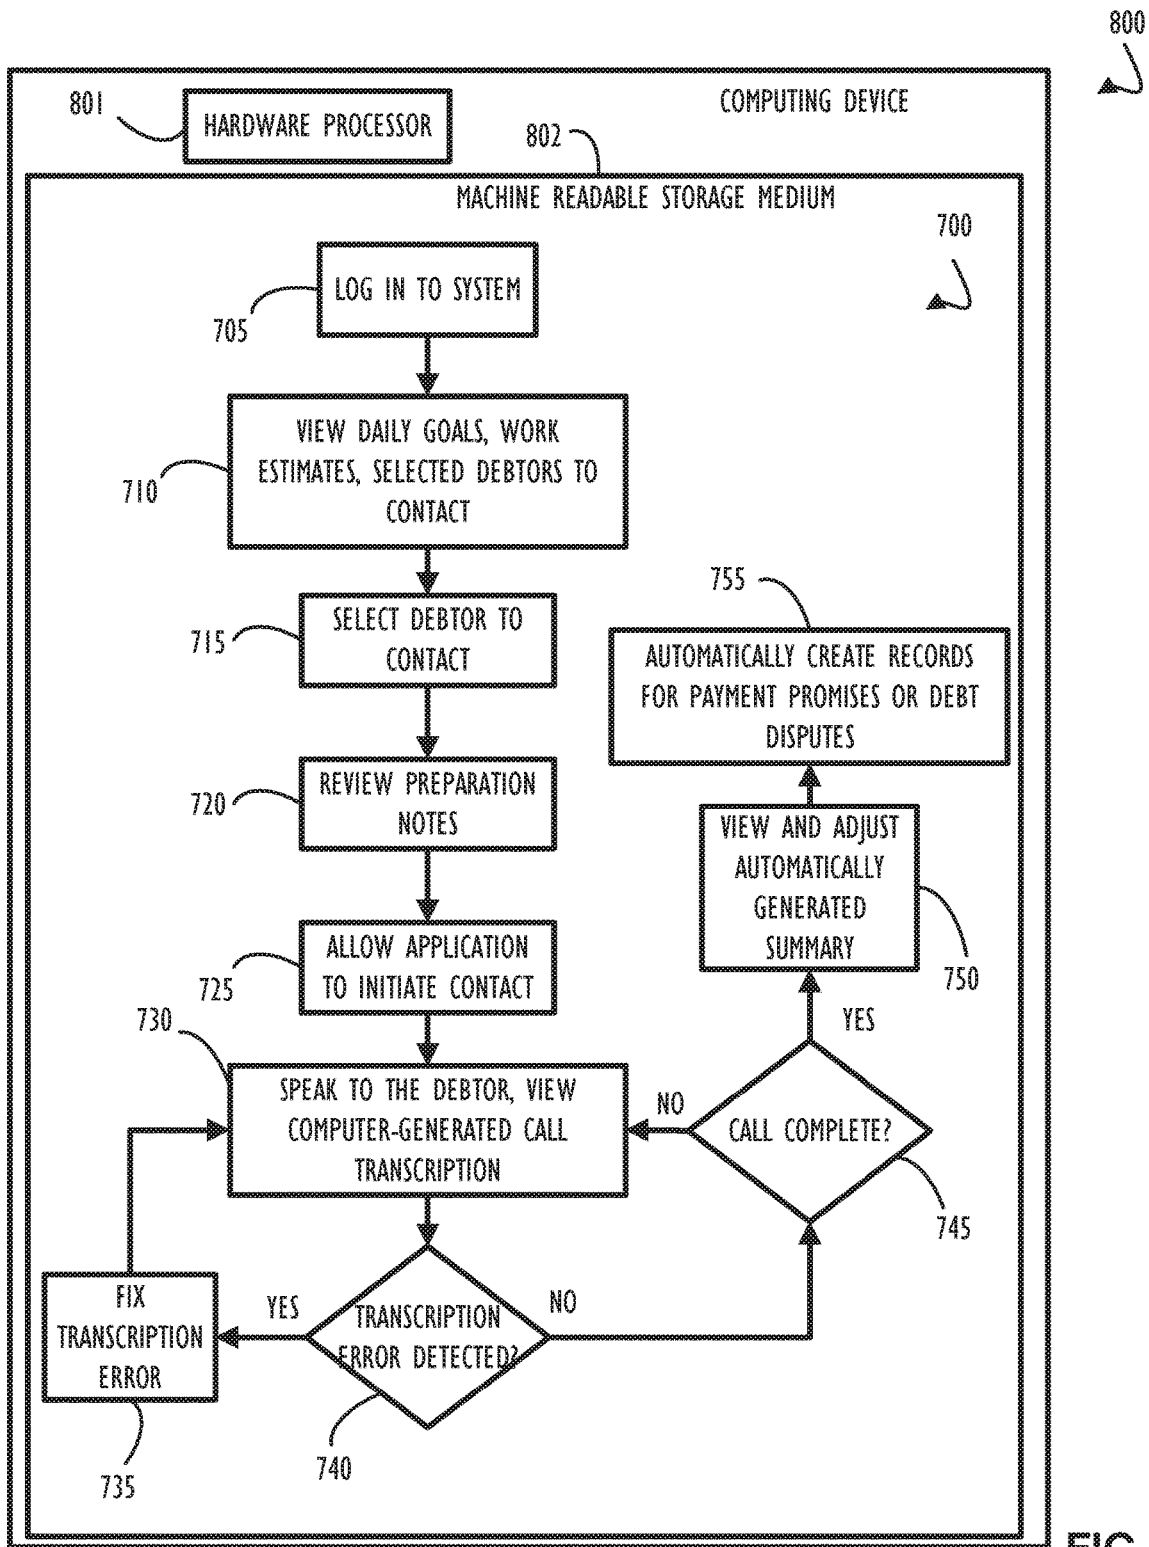 800
801
HARDWARE PROCESSOR
COMPUTING DEVICE
802
MACHINE READABLE STORAGE MEDIUM
700
LOG IN TO SYSTEM
705
VIEW DAILY GOALS, WORK
ESTIMATES, SELECTED DEBTORS TO
CONTACT
710
SELECT DEBTOR TO
CONTACT
715
REVIEW PREPARATION
NOTES
720
ALLOW APPLICATION
TO INITIATE CONTACT
725
730
SPEAK TO THE DEBTOR, VIEW
COMPUTER-GENERATED CALL
TRANSCRIPTION
FIX
TRANSCRIPTION
ERROR
735
YES
TRANSCRIPTION
ERROR DETECTED?
740
NO
CALL COMPLETE?
745
NO
YES
VIEW AND ADJUST
AUTOMATICALLY
GENERATED
SUMMARY
750
755
AUTOMATICALLY CREATE RECORDS
FOR PAYMENT PROMISES OR DEBT
DISPUTES
FIG